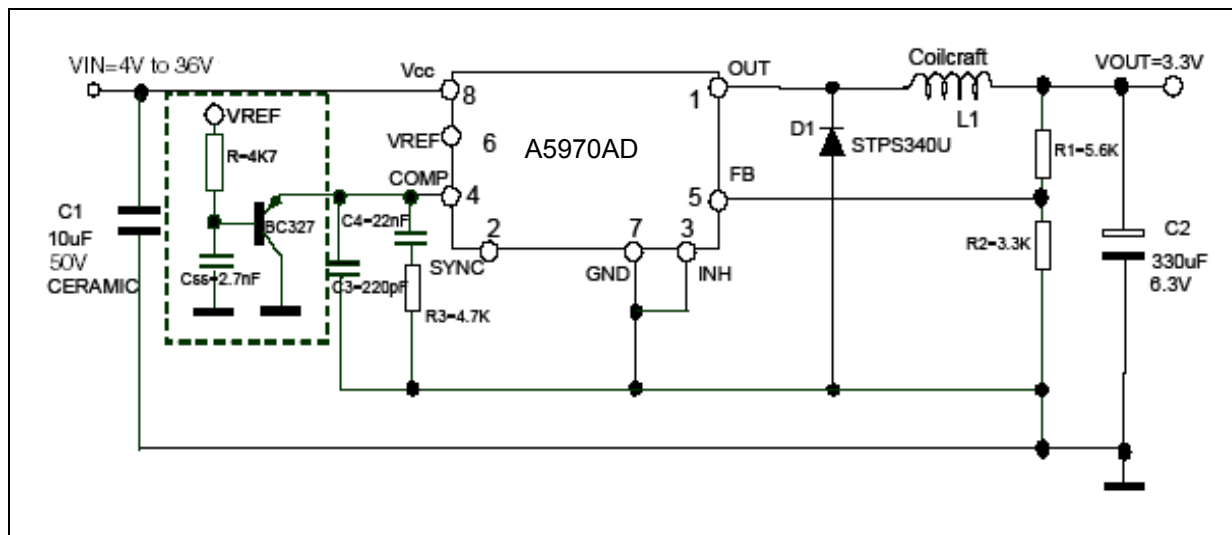 VIN=4V to 36V
VREF
R=4K7
BC327
Css=2.7nF
C1
10uF
50V
CERAMIC
C4=22nF
C3=220pF
R3=4.7K
Vcc
8
VREF
6
COMP
4
2
SYNC
A5970AD
7
GND
3
INH
OUT
1
FB
5
D1
STPS340U
Coilcraft
L1
VOUT=3.3V
R1=5.6K
R2=3.3K
C2
330uF
6.3V